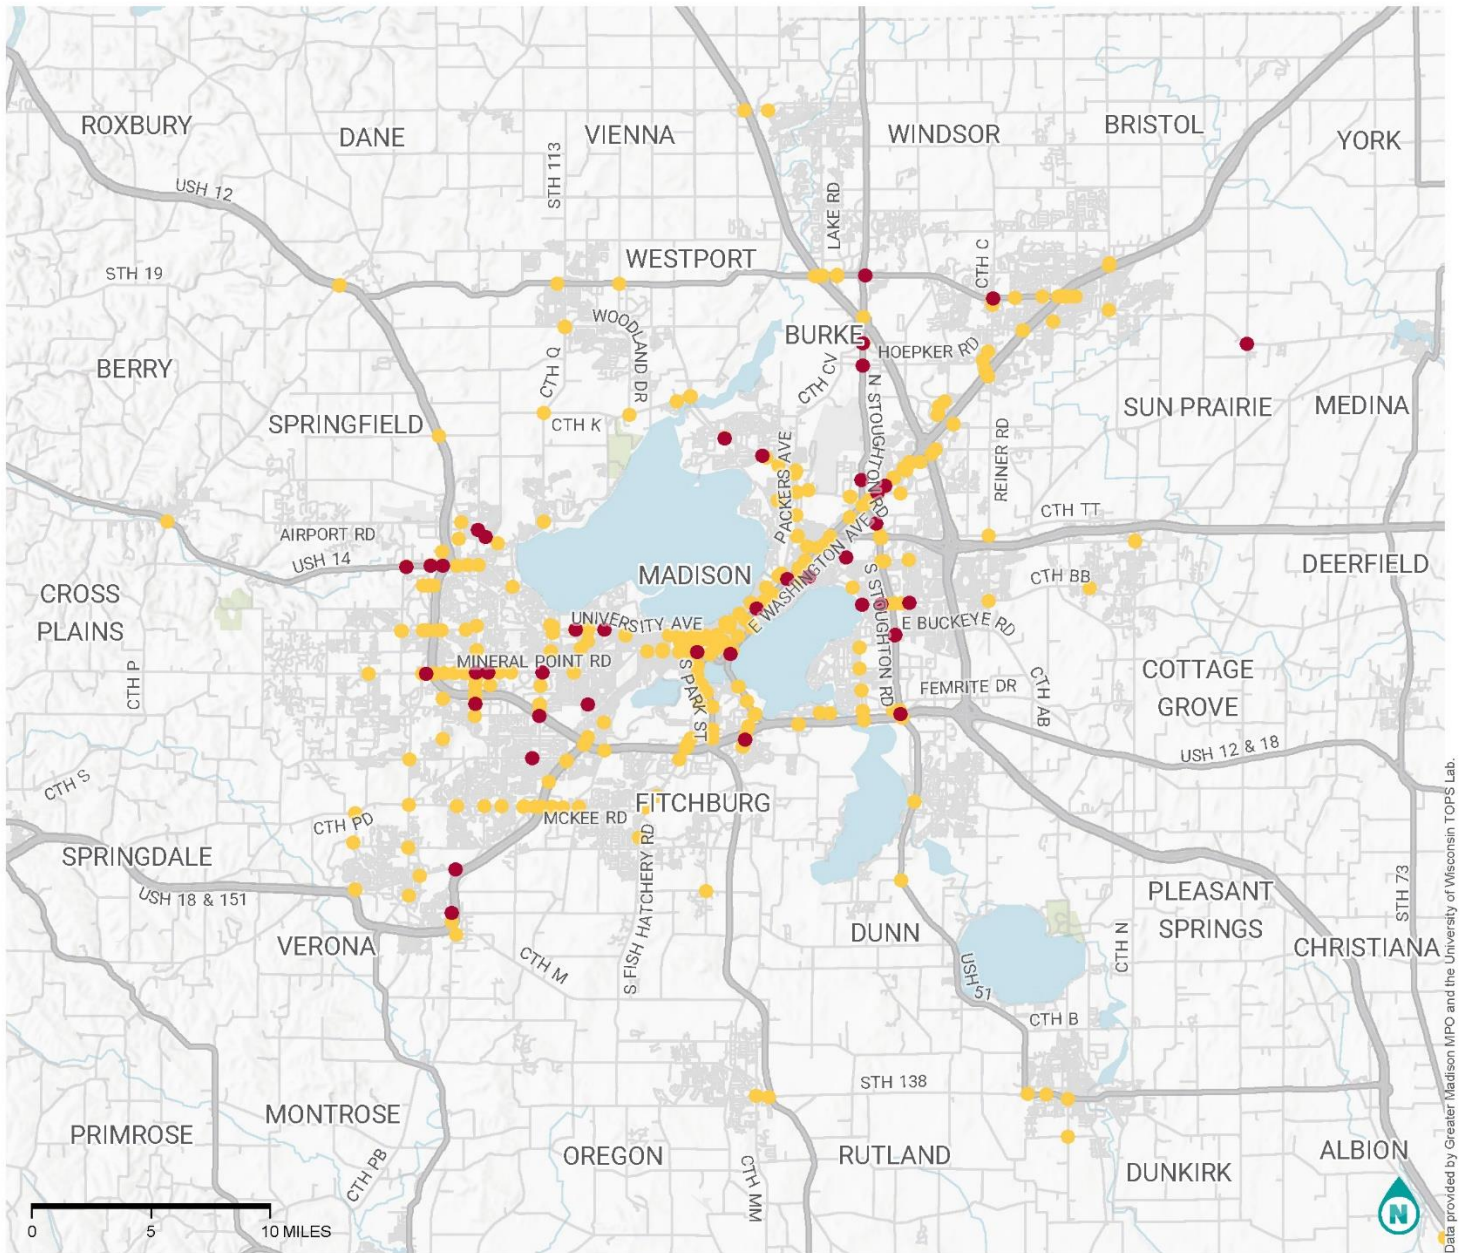 ROXBURY
DANE
VIENNA
WINDSOR
BRISTOL
YORK
STH 113
USH 12
LAKE RD
WESTPORT
CTH C
STH 19
WOODLAND DR
BURKE
HOEPKER RD
BERRY
CTH Q
CTH CV
N STOUGHTON RD
SUN PRAIRIE
MEDINA
SPRINGFIELD
CTH K
PACKERS AVE
REINER RD
CTH TT
AIRPORT RD
USH 14
DEERFIELD
MADISON
E WASHINGTON AVE
CTH BB
CROSS
PLAINS
UNIVERSITY AVE
S STOUGHTON RD
E BUCKEYE RD
MINERAL POINT RD
CTH P
S PARK ST
FEMRITE DR
CTH AB
COTTAGE
GROVE
USH 12 & 18
CTH S
FITCHBURG
CTH PD
MCKEE RD
SPRINGDALE
S FISH HATCHERY RD
USH 18 & 151
STH 73
PLEASANT
SPRINGS
DUNN
VERONA
CTH M
CTH N
CHRISTIANA
USH 51
CTH B
STH 138
MONTROSE
PRIMROSE
OREGON
RUTLAND
ALBION
CTH PB
CTH MM
DUNKIRK
0 5 10 MILES
N
Data provided by Greater Madison MPO and the University of Wisconsin TOPS Lab.